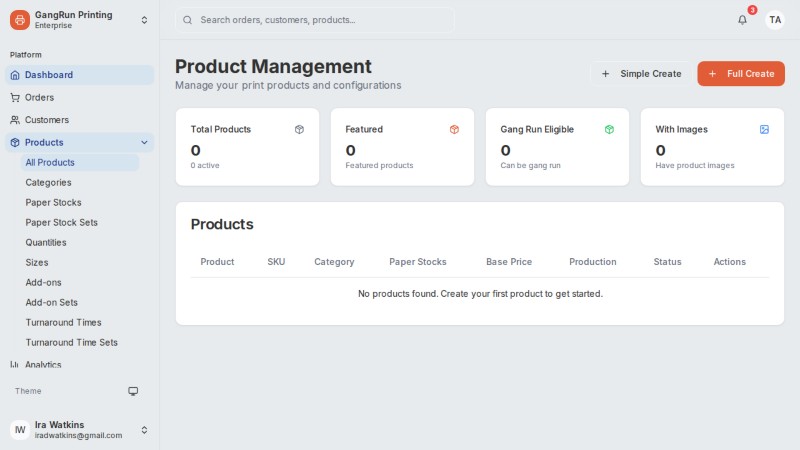 GangRun Printing
Enterprise
Platform
Dashboard
Orders
Customers
Products
All Products
Categories
Paper Stocks
Paper Stock Sets
Quantities
Sizes
Add-ons
Add-on Sets
Turnaround Times
Turnaround Time Sets
Analytics
Theme
IW
Ira Watkins
iradwatkins@gmail.com
Search orders, customers, products...
3
TA
Product Management
Manage your print products and configurations
Simple Create
Full Create
Total Products
0
0 active
Featured
0
Featured products
Gang Run Eligible
0
Can be gang run
With Images
0
Have product images
Products
Product SKU Category Paper Stocks Base Price Production Status Actions
No products found. Create your first product to get started.